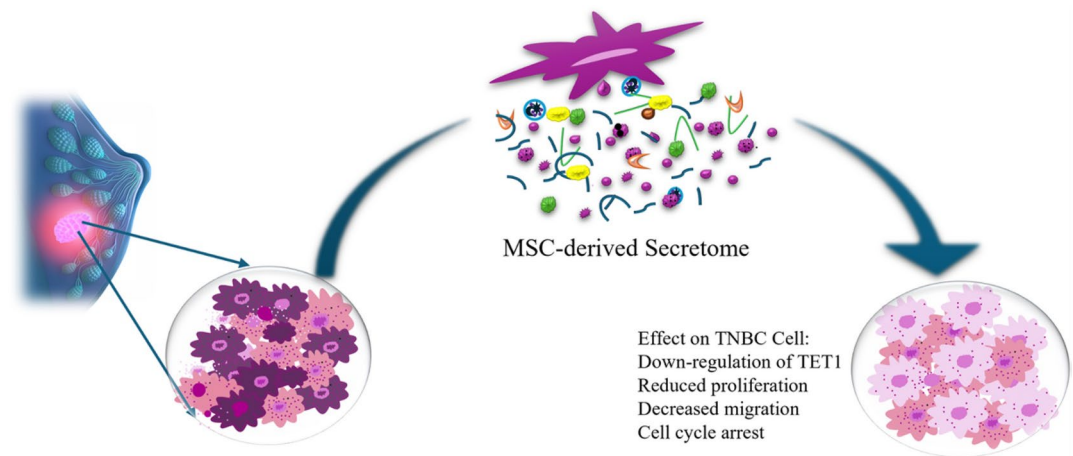 MSC-derived Secretome
Effect on TNBC Cell:
Down-regulation of TET1
Reduced proliferation
Decreased migration
Cell cycle arrest